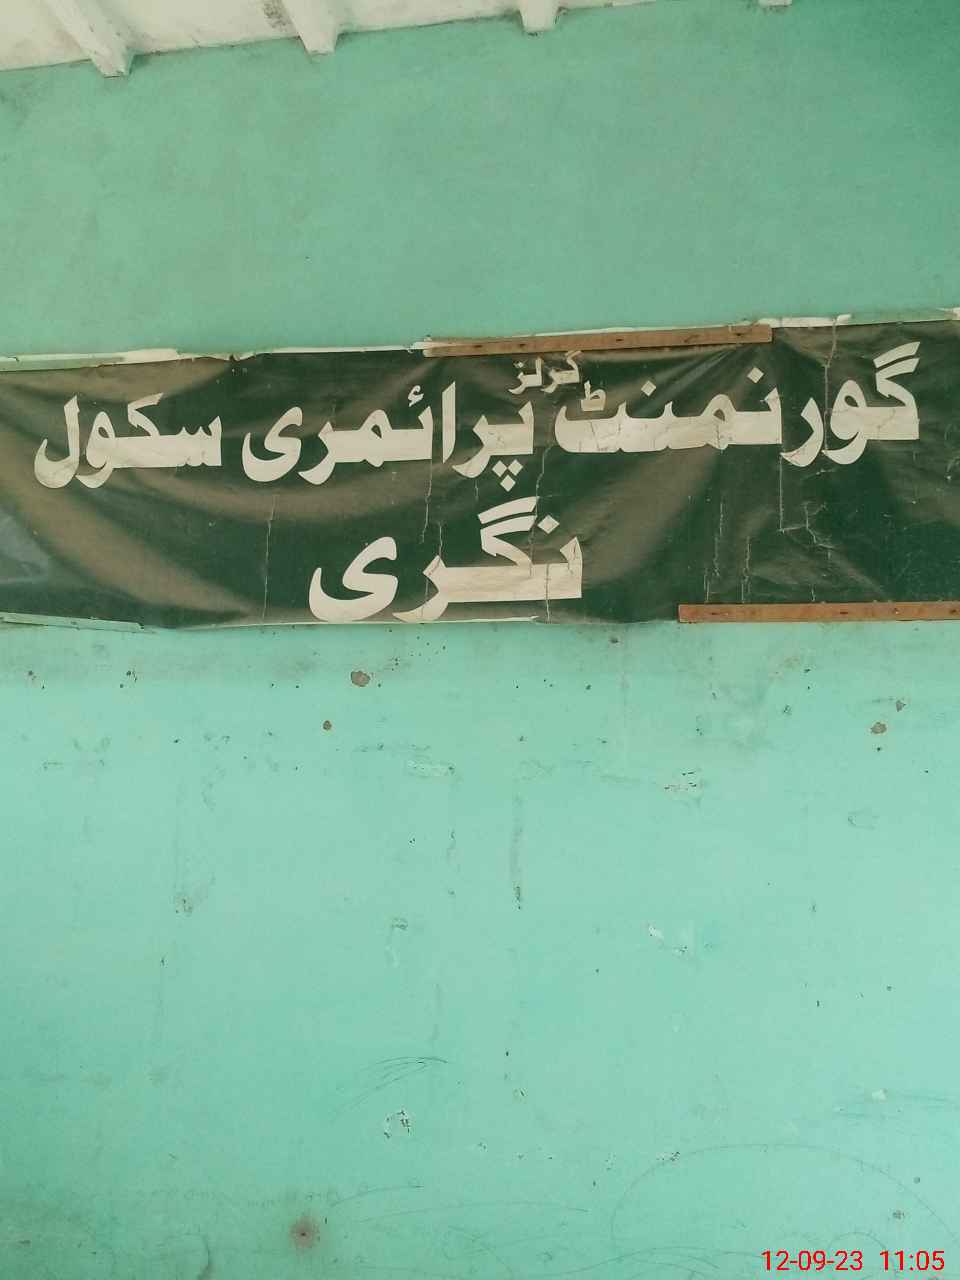 گورنمنٹ گرلز پرائمری سکول
نگری
12-09-23 11:05